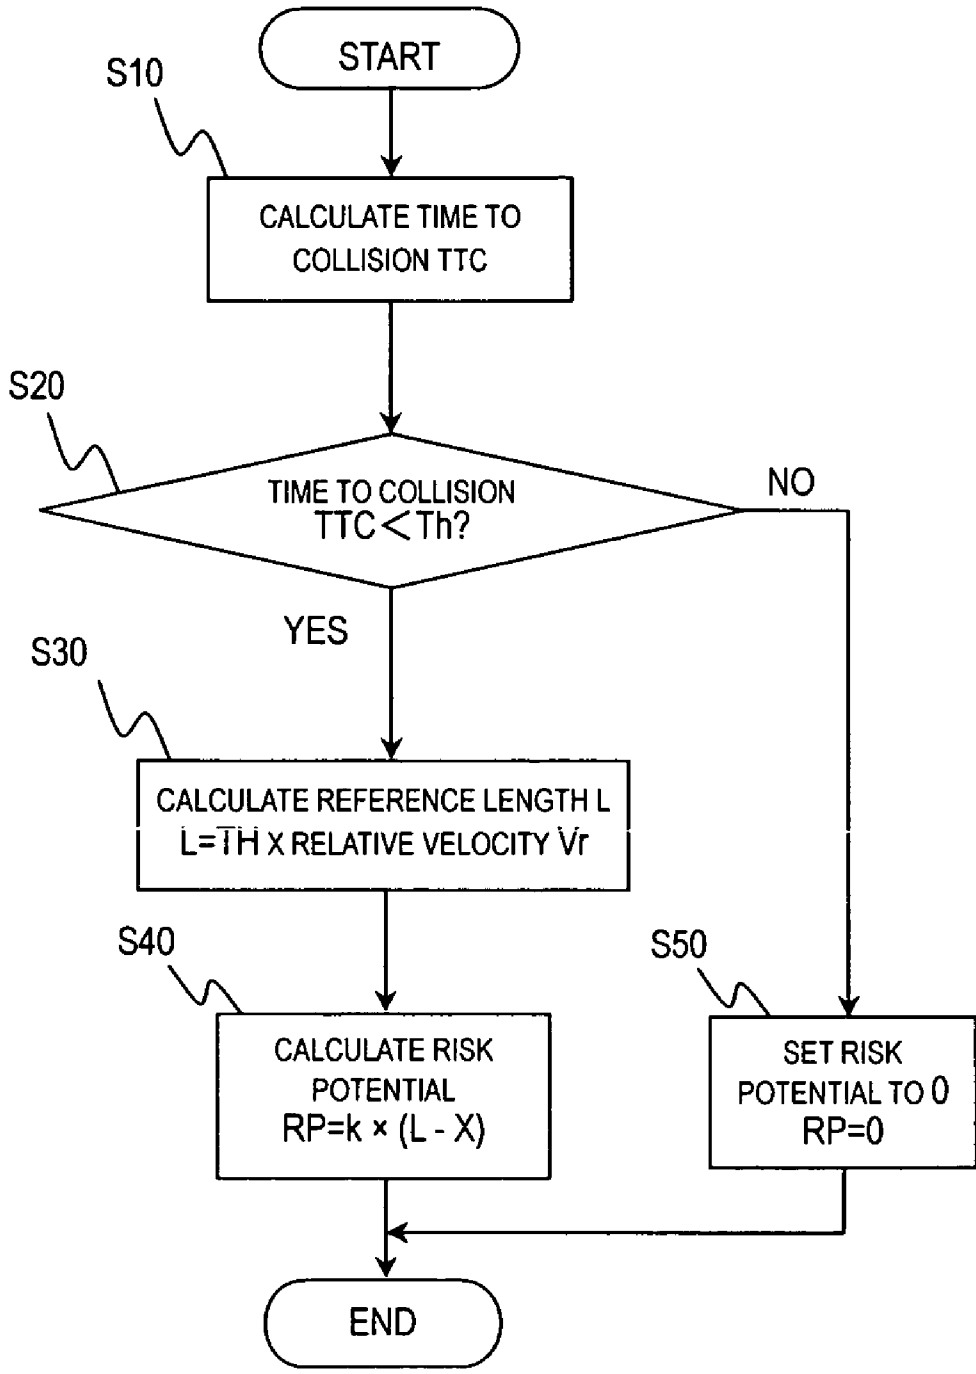 START
S10
CALCULATE TIME TO
COLLISION TTC
S20
TIME TO COLLISION
TTC<Th?
NO
YES
S30
CALCULATE REFERENCE LENGTH L
L=TH X RELATIVE VELOCITY Vr
S40
CALCULATE RISK
POTENTIAL
RP=k × (L - X)
S50
SET RISK
POTENTIAL TO 0
RP=0
END